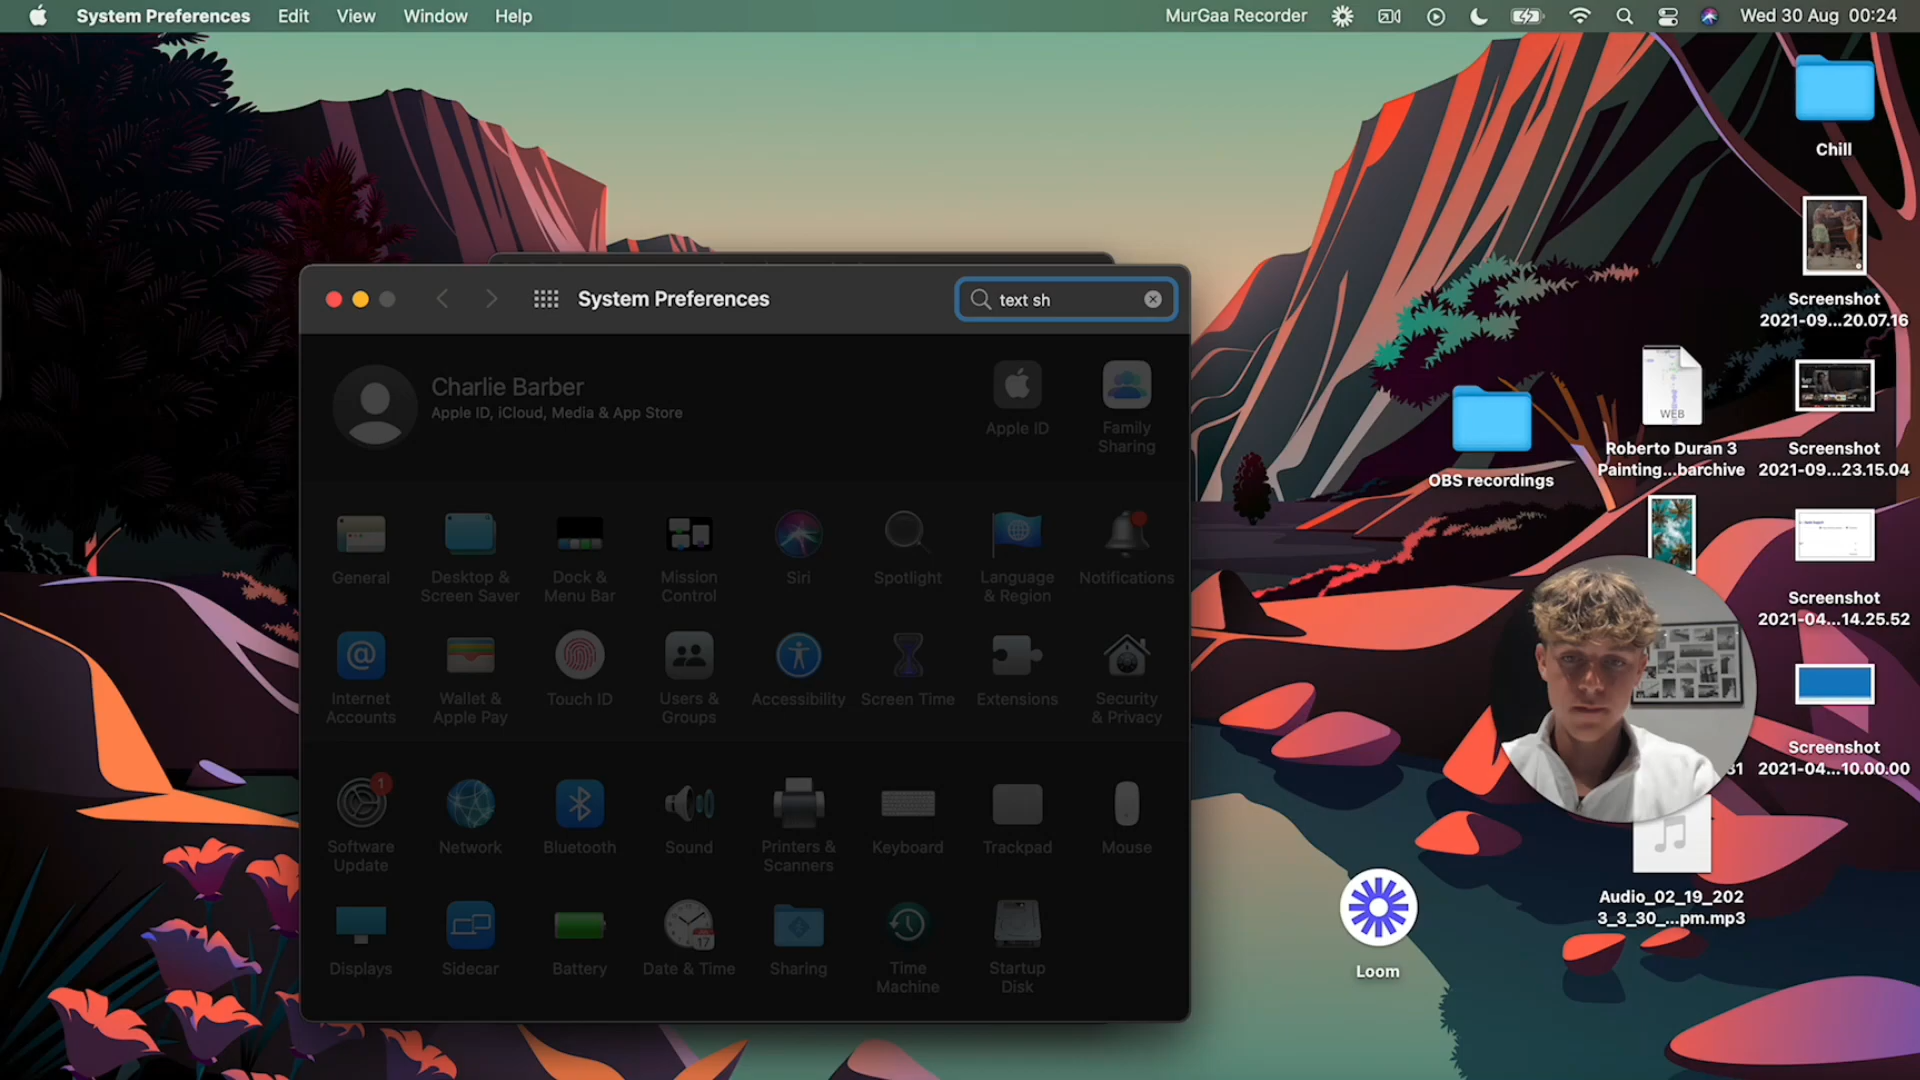 System Preferences Edit View Window Help
MurGaa Recorder Wed 30 Aug 00:24
System Preferences
text sh
Charlie Barber
Apple ID, iCloud, Media & App Store
Apple ID
Family
Sharing
General
Desktop &
Screen Saver
Dock &
Menu Bar
Mission
Control
Siri
Spotlight
Language
& Region
Notifications
Internet
Accounts
Wallet &
Apple Pay
Touch ID
Users &
Groups
Accessibility
Screen Time
Extensions
Security
& Privacy
1
Software
Update
Network
Bluetooth
Sound
Printers &
Scanners
Keyboard
Trackpad
Mouse
Displays
Sidecar
Battery
17
Date & Time
Sharing
Time
Machine
Startup
Disk
Chill
Screenshot
2021-09...20.07.16
WEB
Roberto Duran 3
Painting...barchive
Screenshot
2021-09...23.15.04
OBS recordings
Screenshot
2021-04...14.25.52
Screenshot
2021-04...10.00.00
Audio_02_19_202
3_3_30_...pm.mp3
Loom